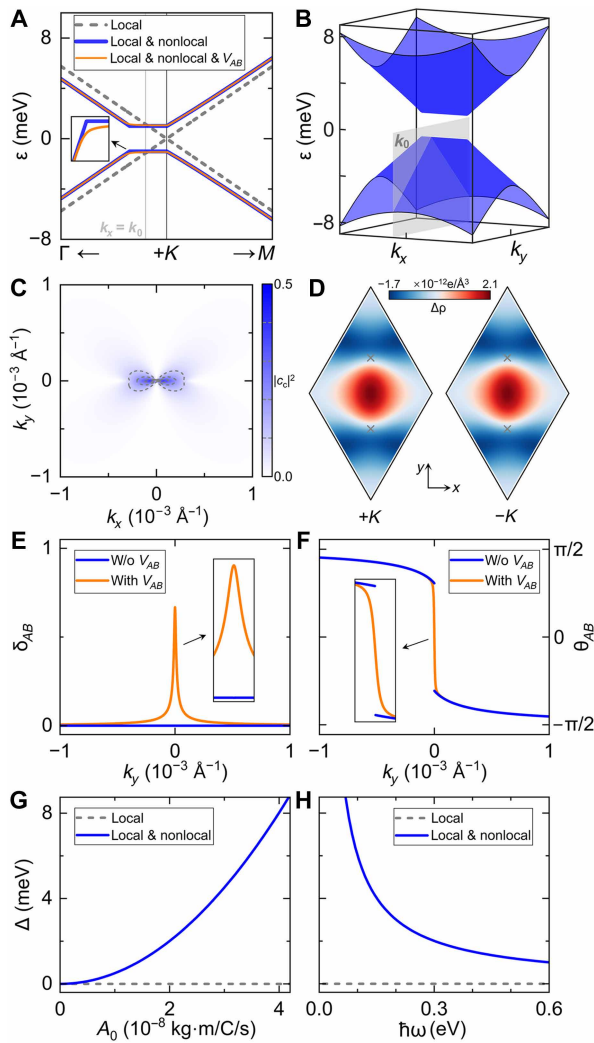 A
8
0
−8
ε (meV)
Local
Local & nonlocal
Local & nonlocal & V_AB
k_x = k_0
Γ ←
+K
→M
B
8
0
−8
ε (meV)
k_0
k_x
k_y
C
1
0
−1
k_y (10⁻³ Å⁻¹)
−1
0
1
k_x (10⁻³ Å⁻¹)
0.5
|c_c|²
0.0
D
−1.7
×10⁻¹²e/Å³
2.1
Δρ
y
x
+K
−K
E
1
0
δ_AB
W/o V_AB
With V_AB
−1
0
1
k_y (10⁻³ Å⁻¹)
F
W/o V_AB
With V_AB
π/2
0
−π/2
θ_AB
−1
0
1
k_y (10⁻³ Å⁻¹)
G
8
4
0
Δ (meV)
Local
Local & nonlocal
0
2
4
A_0 (10⁻⁸ kg·m/C/s)
H
Local
Local & nonlocal
0.0
0.3
0.6
ħω (eV)